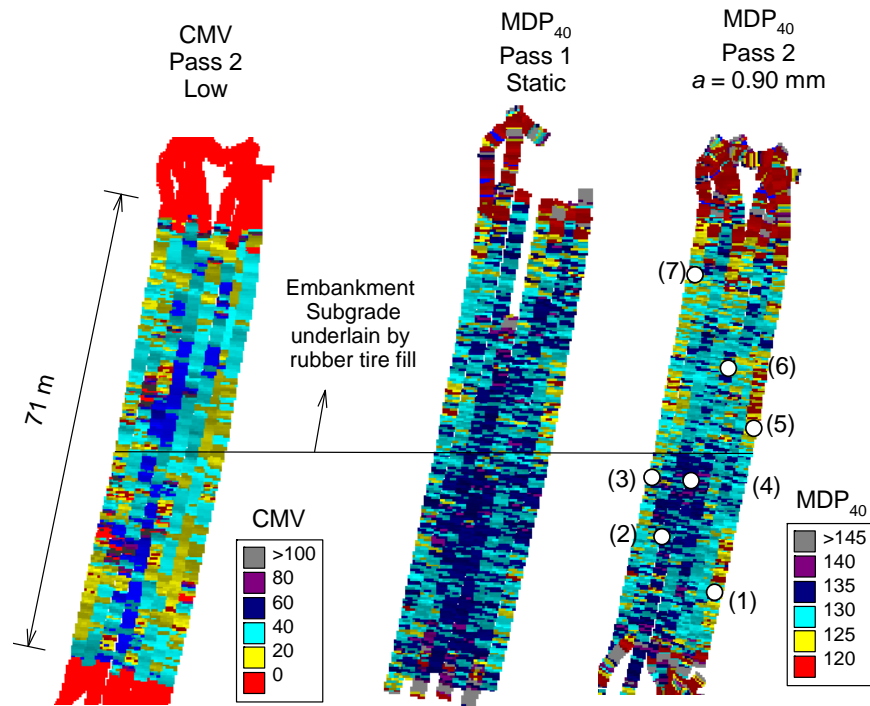 CMV
Pass 2
Low
MDP40
Pass 1
Static
MDP40
Pass 2
a = 0.90 mm
71 m
Embankment
Subgrade
underlain by
rubber tire fill
(7)
(6)
(5)
(3)
(4)
(2)
(1)
CMV
>100
80
60
40
20
0
MDP40
>145
140
135
130
125
120